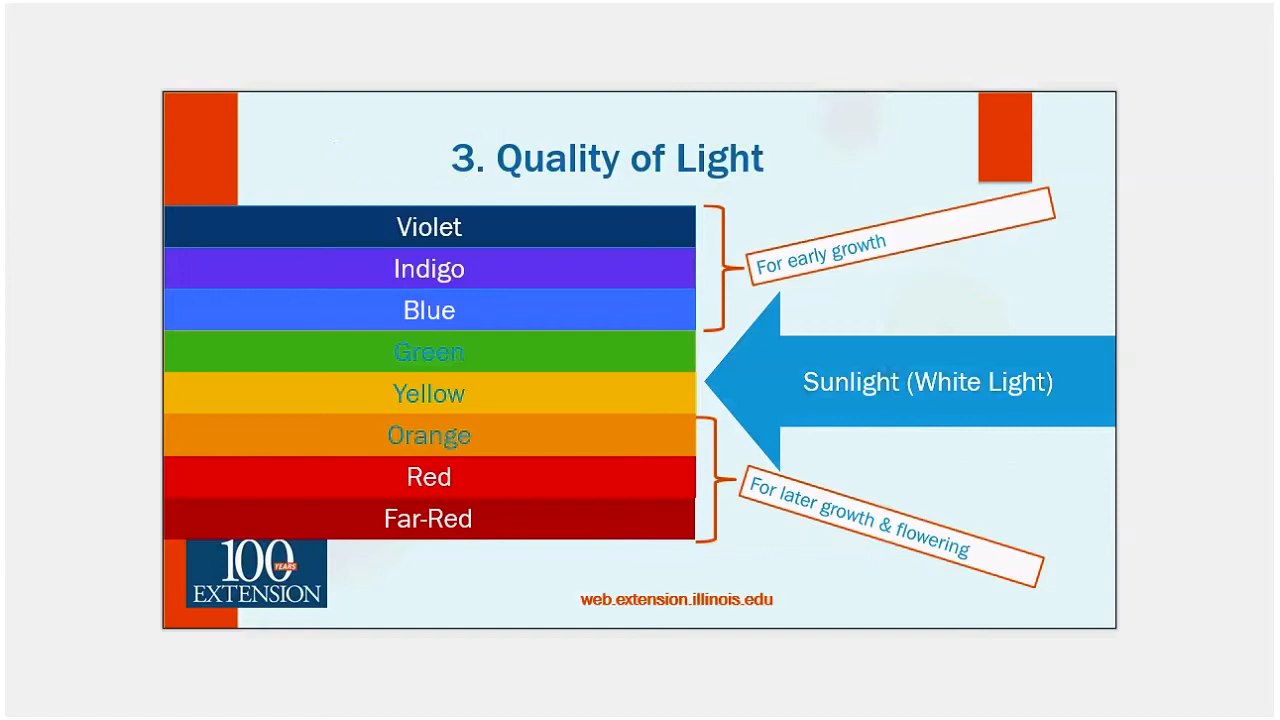 3. Quality of Light
Violet
Indigo
Blue
Green
Yellow
Orange
Red
Far-Red
For early growth
Sunlight (White Light)
For later growth & flowering
100
YEARS
EXTENSION
web.extension.illinois.edu